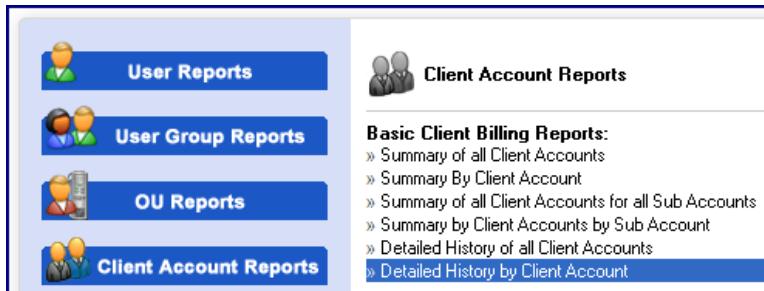 User Reports
User Group Reports
OU Reports
Client Account Reports
Client Account Reports
Basic Client Billing Reports:
» Summary of all Client Accounts
» Summary By Client Account
» Summary of all Client Accounts for all Sub Accounts
» Summary by Client Accounts by Sub Account
» Detailed History of all Client Accounts
» Detailed History by Client Account